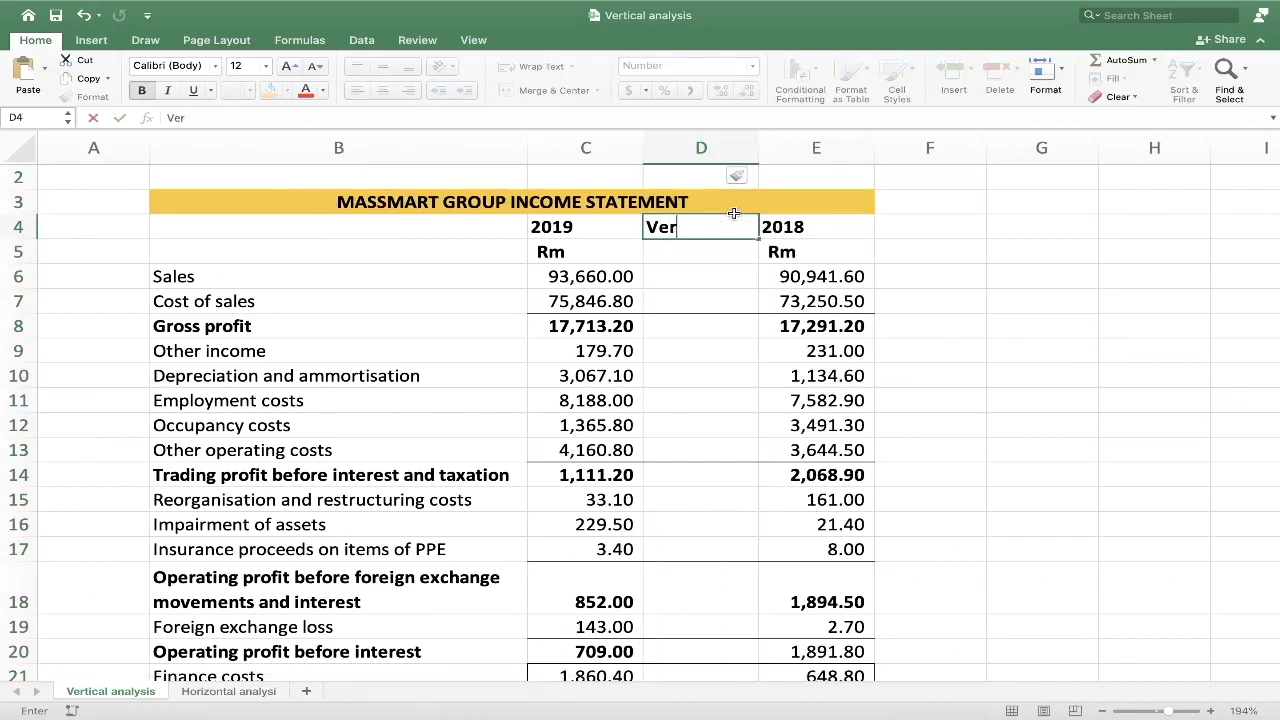 Vertical analysis
Search Sheet
Home Insert Draw Page Layout Formulas Data Review View Share
Cut Calibri (Body) 12 A A Wrap Text Number AutoSum
Copy Fill
Paste Format B I U A Merge & Center $ % ) Conditional Formatting Format as Table Cell Styles Insert Delete Format Clear Sort & Filter Find & Select
D4 fx Ver
A B C D E F G H I
2
3 MASSMART GROUP INCOME STATEMENT
4 2019 Ver 2018
5 Rm Rm
6 Sales 93,660.00 90,941.60
7 Cost of sales 75,846.80 73,250.50
8 Gross profit 17,713.20 17,291.20
9 Other income 179.70 231.00
10 Depreciation and ammortisation 3,067.10 1,134.60
11 Employment costs 8,188.00 7,582.90
12 Occupancy costs 1,365.80 3,491.30
13 Other operating costs 4,160.80 3,644.50
14 Trading profit before interest and taxation 1,111.20 2,068.90
15 Reorganisation and restructuring costs 33.10 161.00
16 Impairment of assets 229.50 21.40
17 Insurance proceeds on items of PPE 3.40 8.00
Operating profit before foreign exchange
18 movements and interest 852.00 1,894.50
19 Foreign exchange loss 143.00 2.70
20 Operating profit before interest 709.00 1,891.80
21 Finance costs 1,860.40 648.80
Vertical analysis Horizontal analysi +
Enter 194%